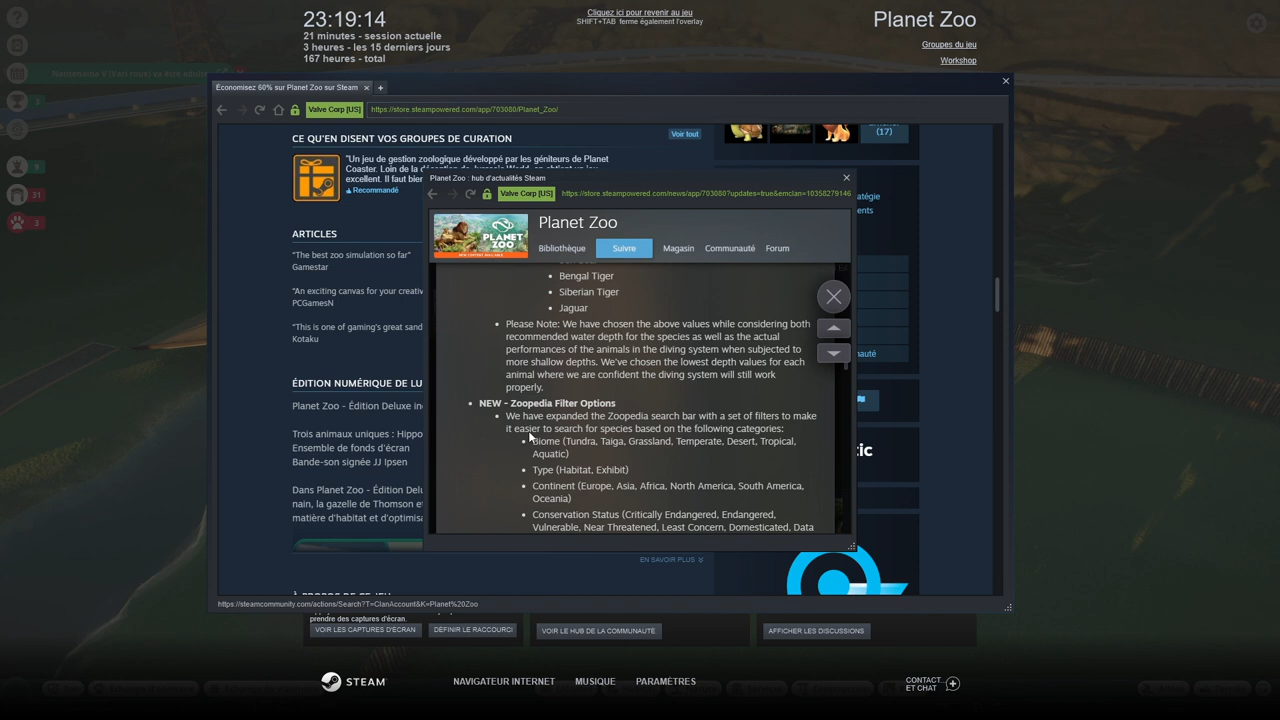 23:19:14
21 minutes - session actuelle
3 heures - les 15 derniers jours
167 heures - total
Cliquez ici pour revenir au jeu
SHIFT+TAB ferme également l'overlay
Planet Zoo
Groupes du jeu
Workshop
Économisez 60% sur Planet Zoo sur Steam
Valve Corp [US]
https://store.steampowered.com/app/703080/Planet_Zoo/
CE QU'EN DISENT VOS GROUPES DE CURATION
Voir tout
(17)
"Un jeu de gestion zoologique développé par les géniteurs de Planet
excellent. Il faut bien
Recommandé
ARTICLES
"The best zoo simulation so far"
Gamestar
"An exciting canvas for your
PCGamesN
"This is one of gaming's great sand
Kotaku
ÉDITION NUMÉRIQUE DE LU
Planet Zoo - Édition Deluxe in
Trois animaux uniques : Hippo
Ensemble de fonds d'écran
Bande-son signée JJ Ipsen
Dans Planet Zoo - Édition Delu
nain, la gazelle de Thomson et
matière d'habitat et d'optimis
Planet Zoo : hub d'actualités Steam
Valve Corp [US]
https://store.steampowered.com/news/app/703080?updates=true&emclan=10358279146
PLANET ZOO
Planet Zoo
Bibliothèque
Suivre
Magasin
Communauté
Forum
• Bengal Tiger
• Siberian Tiger
• Jaguar
• Please Note: We have chosen the above values while considering both
recommended water depth for the species as well as the actual
performances of the animals in the diving system when subjected to
more shallow depths. We've chosen the lowest depth values for each
animal where we are confident the diving system will still work
properly.
• NEW - Zoopedia Filter Options
• We have expanded the Zoopedia search bar with a set of filters to make
it easier to search for species based on the following categories:
• Biome (Tundra, Taiga, Grassland, Temperate, Desert, Tropical,
Aquatic)
• Type (Habitat, Exhibit)
• Continent (Europe, Asia, Africa, North America, South America,
Oceania)
• Conservation Status (Critically Endangered, Endangered,
Vulnerable, Near Threatened, Least Concern, Domesticated, Data
EN SAVOIR PLUS
https://steamcommunity.com/actions/Search?T=ClanAccount&K=Planet%20Zoo
prendre des captures d'écran.
VOIR LES CAPTURES D'ÉCRAN
DÉFINIR LE RACCOURCI
VOIR LE HUB DE LA COMMUNAUTÉ
AFFICHER LES DISCUSSIONS
STEAM
NAVIGATEUR INTERNET
MUSIQUE
PARAMÈTRES
CONTACT
ET CHAT